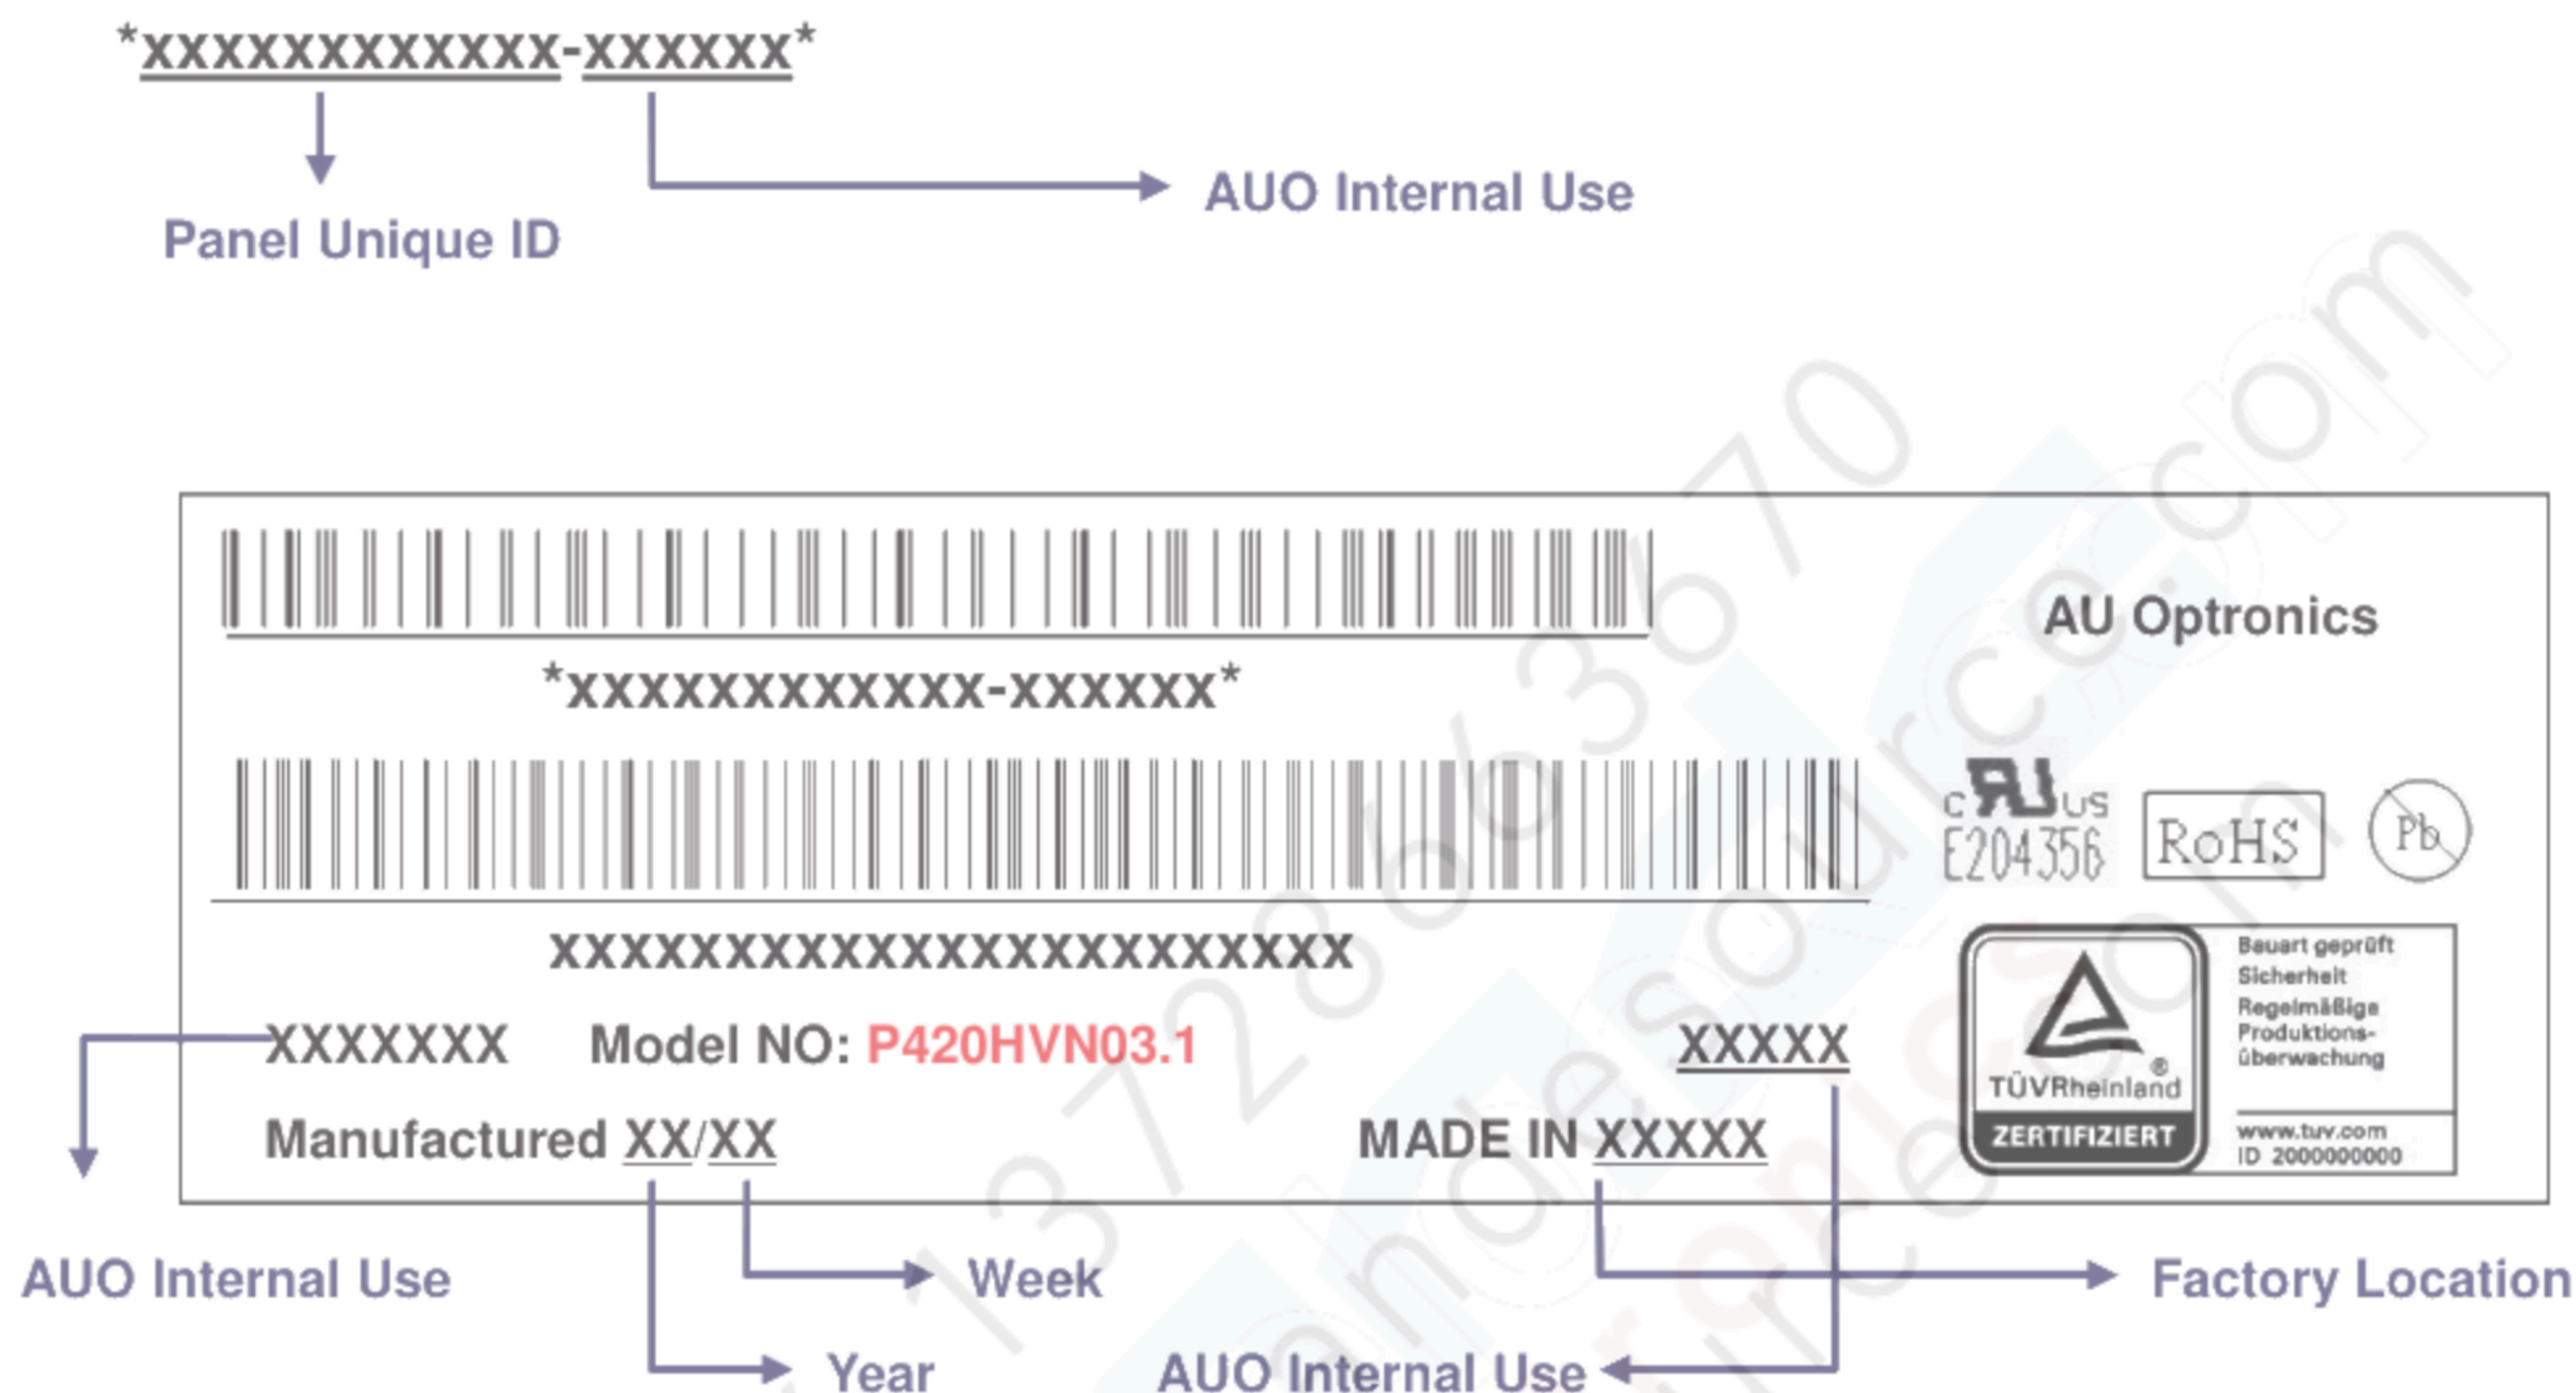 *xxxxxxxxxxxx-xxxxxx*
AUO Internal Use
Panel Unique ID
AU Optronics
*xxxxxxxxxxxx-xxxxxx*
C RU US
E204356
RoHS
Pb
XXXXXXXXXXXXXXXXXXXXXXX
XXXXXXX Model NO: P420HVN03.1
XXXXX
Manufactured XX/XX
MADE IN XXXXX
TÜVRheinland ®
ZERTIFIZIERT
Bauart geprüft
Sicherheit
Regelmäßige
Produktions-
überwachung
www.tuv.com
ID 2000000000
AUO Internal Use
Week
Factory Location
Year
AUO Internal Use
13728663670